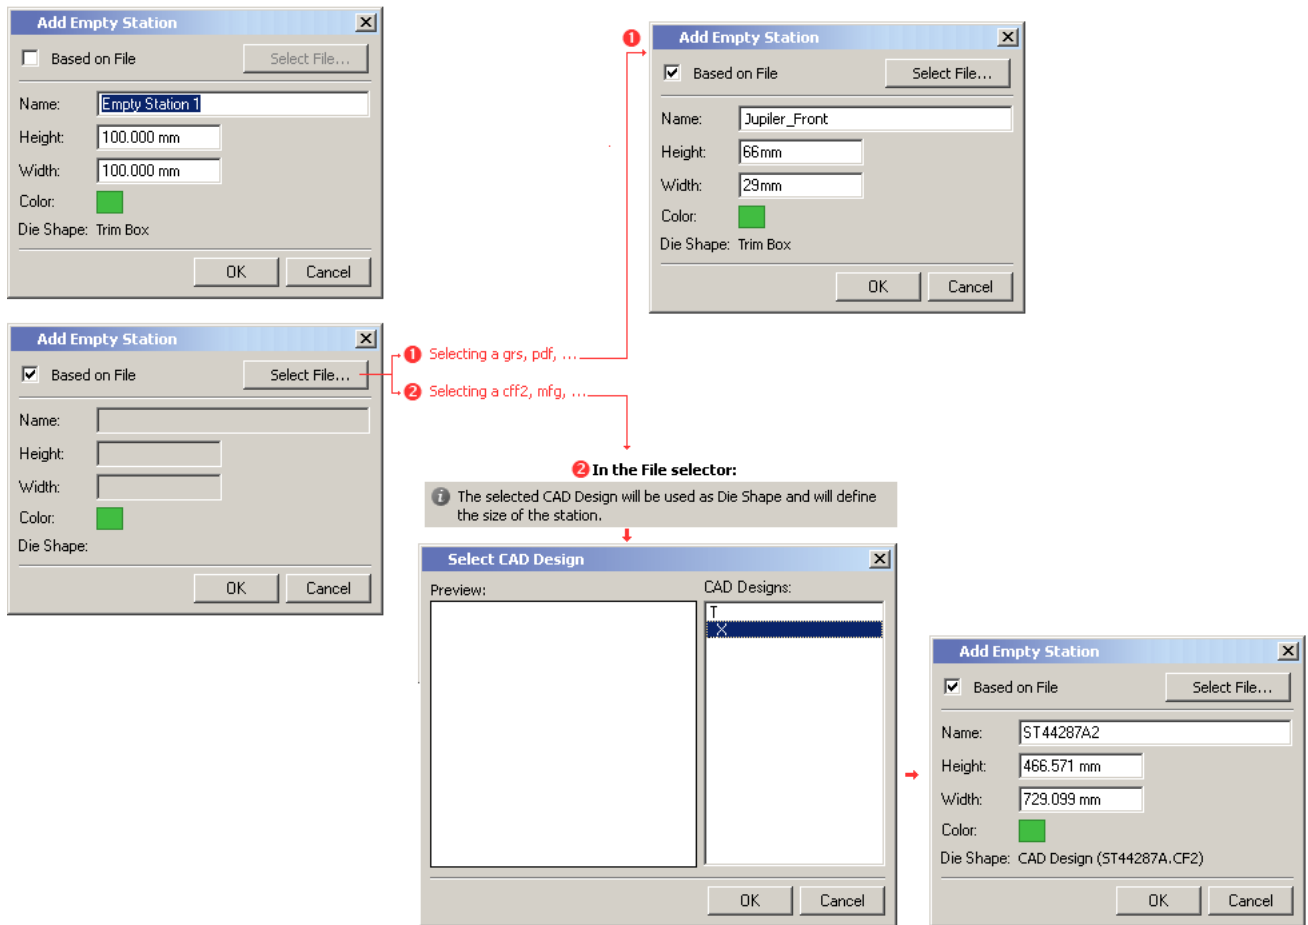 Add Empty Station
Based on File Select File...
Name: Empty Station 1
Height: 100.000 mm
Width: 100.000 mm
Color:
Die Shape: Trim Box
OK Cancel
1
Add Empty Station
Based on File Select File...
Name: Jupiler_Front
Height: 66mm
Width: 29mm
Color:
Die Shape: Trim Box
OK Cancel
Add Empty Station
Based on File Select File...
Name:
Height:
Width:
Color:
Die Shape:
OK Cancel
1 Selecting a grs, pdf, ...
2 Selecting a cff2, mfg, ...
2 In the File selector:
i The selected CAD Design will be used as Die Shape and will define
the size of the station.
Select CAD Design
Preview: CAD Designs:
T
X
OK Cancel
Add Empty Station
Based on File Select File...
Name: ST44287A2
Height: 466.571 mm
Width: 729.099 mm
Color:
Die Shape: CAD Design (ST44287A.CF2)
OK Cancel